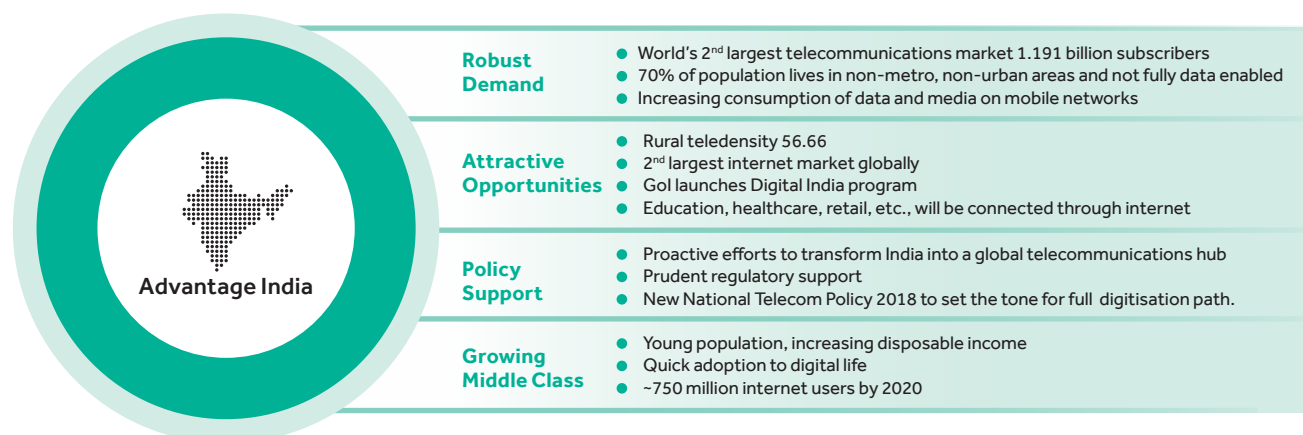 Advantage India
Robust
Demand
● World's 2nd largest telecommunications market 1.191 billion subscribers
● 70% of population lives in non-metro, non-urban areas and not fully data enabled
● Increasing consumption of data and media on mobile networks
Attractive
Opportunities
● Rural teledensity 56.66
● 2nd largest internet market globally
● GoI launches Digital India program
● Education, healthcare, retail, etc., will be connected through internet
Policy
Support
● Proactive efforts to transform India into a global telecommunications hub
● Prudent regulatory support
● New National Telecom Policy 2018 to set the tone for full digitisation path.
Growing
Middle Class
● Young population, increasing disposable income
● Quick adoption to digital life
● ~750 million internet users by 2020